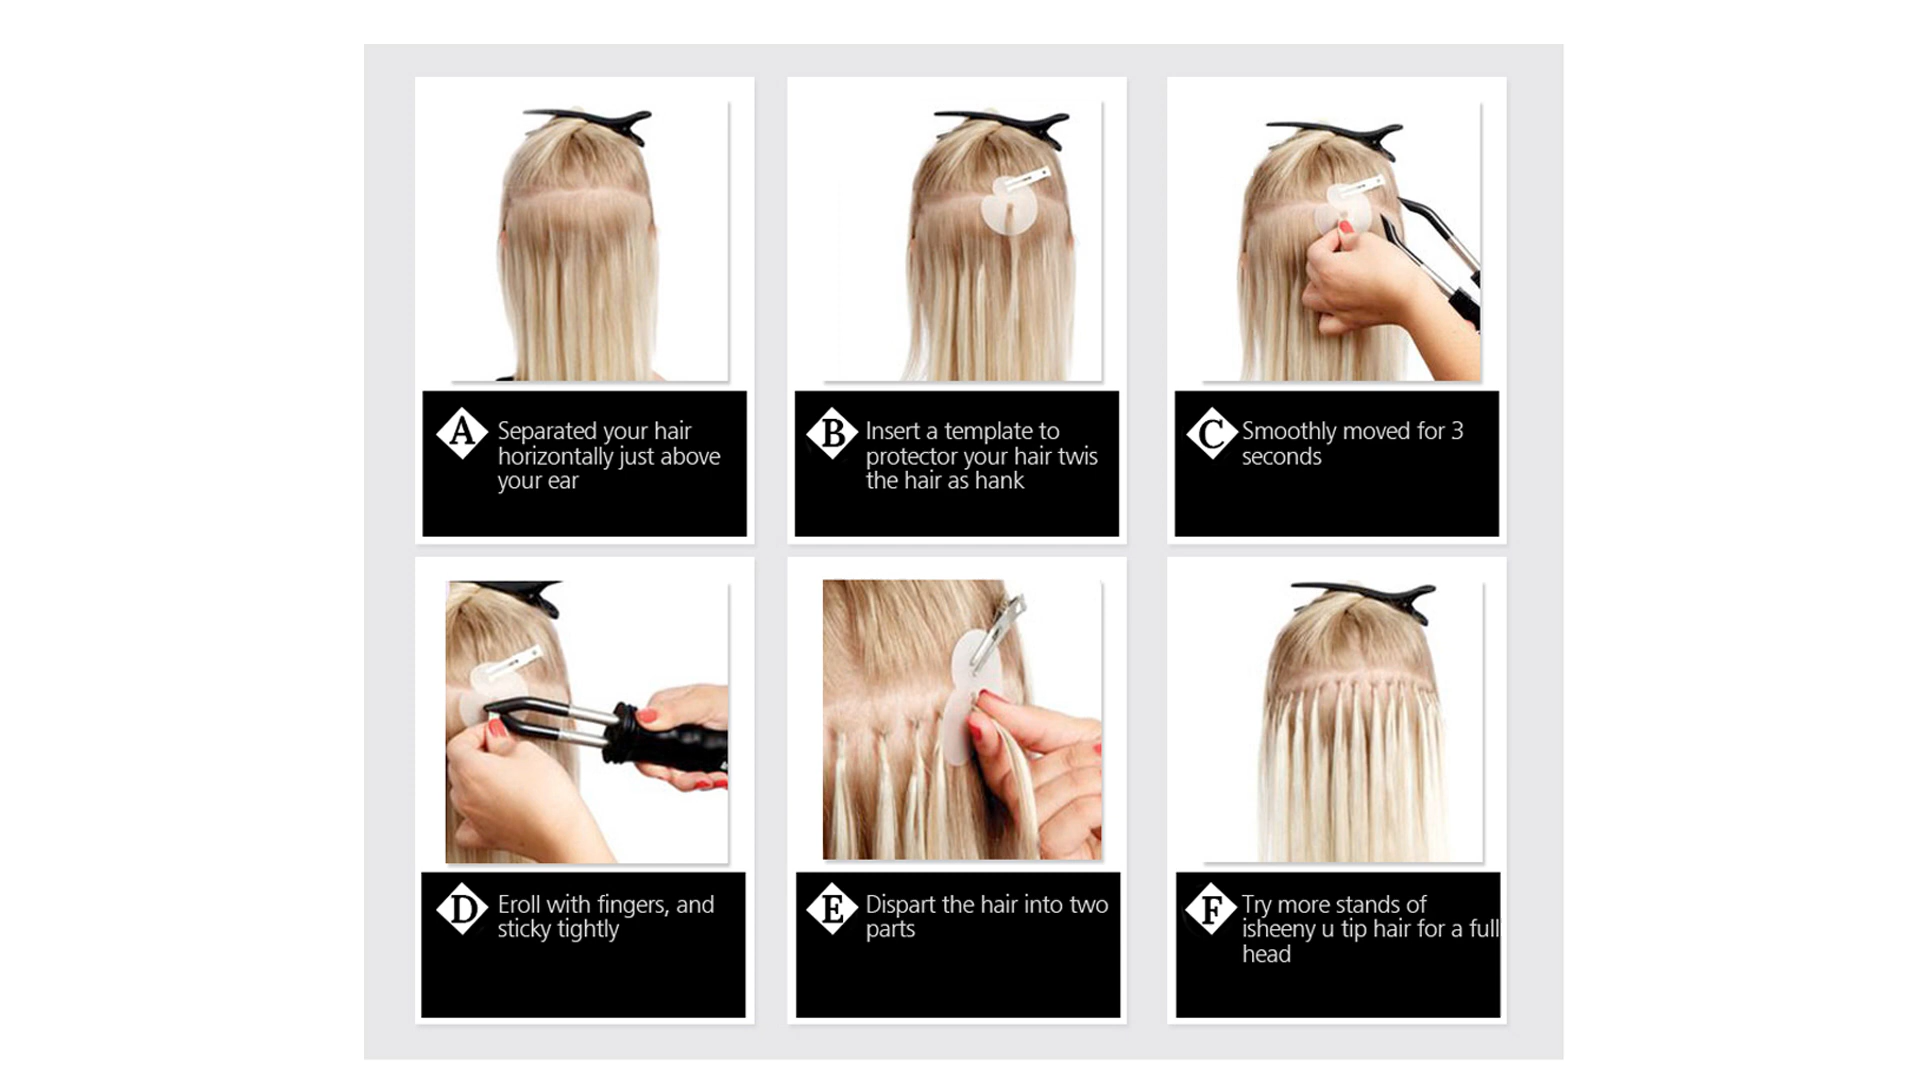 A
Separated your hair
horizontally just above
your ear
B
Insert a template to
protector your hair twis
the hair as hank
C
Smoothly moved for 3
seconds
D
Eroll with fingers, and
sticky tightly
E
Dispart the hair into two
parts
F
Try more stands of
isheeny u tip hair for a full
head